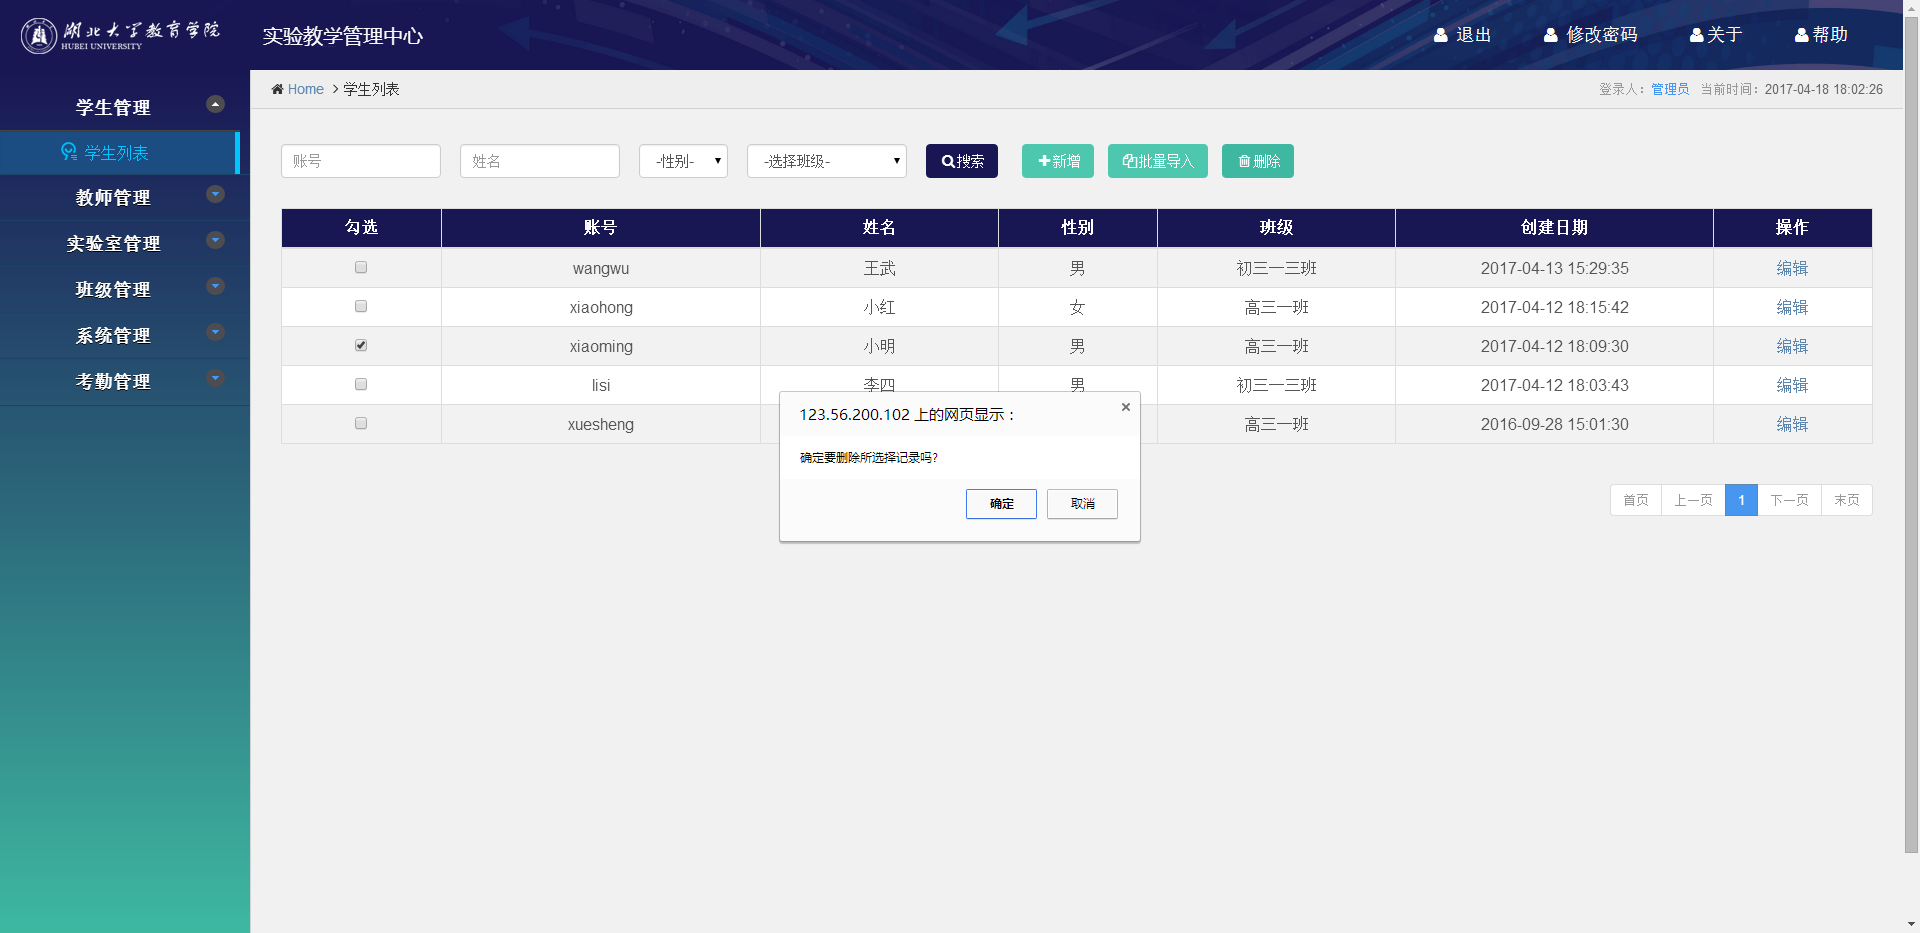 湖北大学教育学院
HUBEI UNIVERSITY
实验教学管理中心
退出 修改密码 关于 帮助
学生管理
学生列表
教师管理
实验室管理
班级管理
系统管理
考勤管理
Home 学生列表
登录人：管理员 当前时间：2017-04-18 18:02:26
账号 姓名 -性别- -选择班级- 搜索 新增 批量导入 删除
勾选 账号 姓名 性别 班级 创建日期 操作
wangwu 王武 男 初三一三班 2017-04-13 15:29:35 编辑
xiaohong 小红 女 高三一班 2017-04-12 18:15:42 编辑
xiaoming 小明 男 高三一班 2017-04-12 18:09:30 编辑
lisi 李四 男 初三一三班 2017-04-12 18:03:43 编辑
xuesheng 高三一班 2016-09-28 15:01:30 编辑
123.56.200.102 上的网页显示：
确定要删除所选择记录吗?
确定 取消
首页 上一页 1 下一页 末页